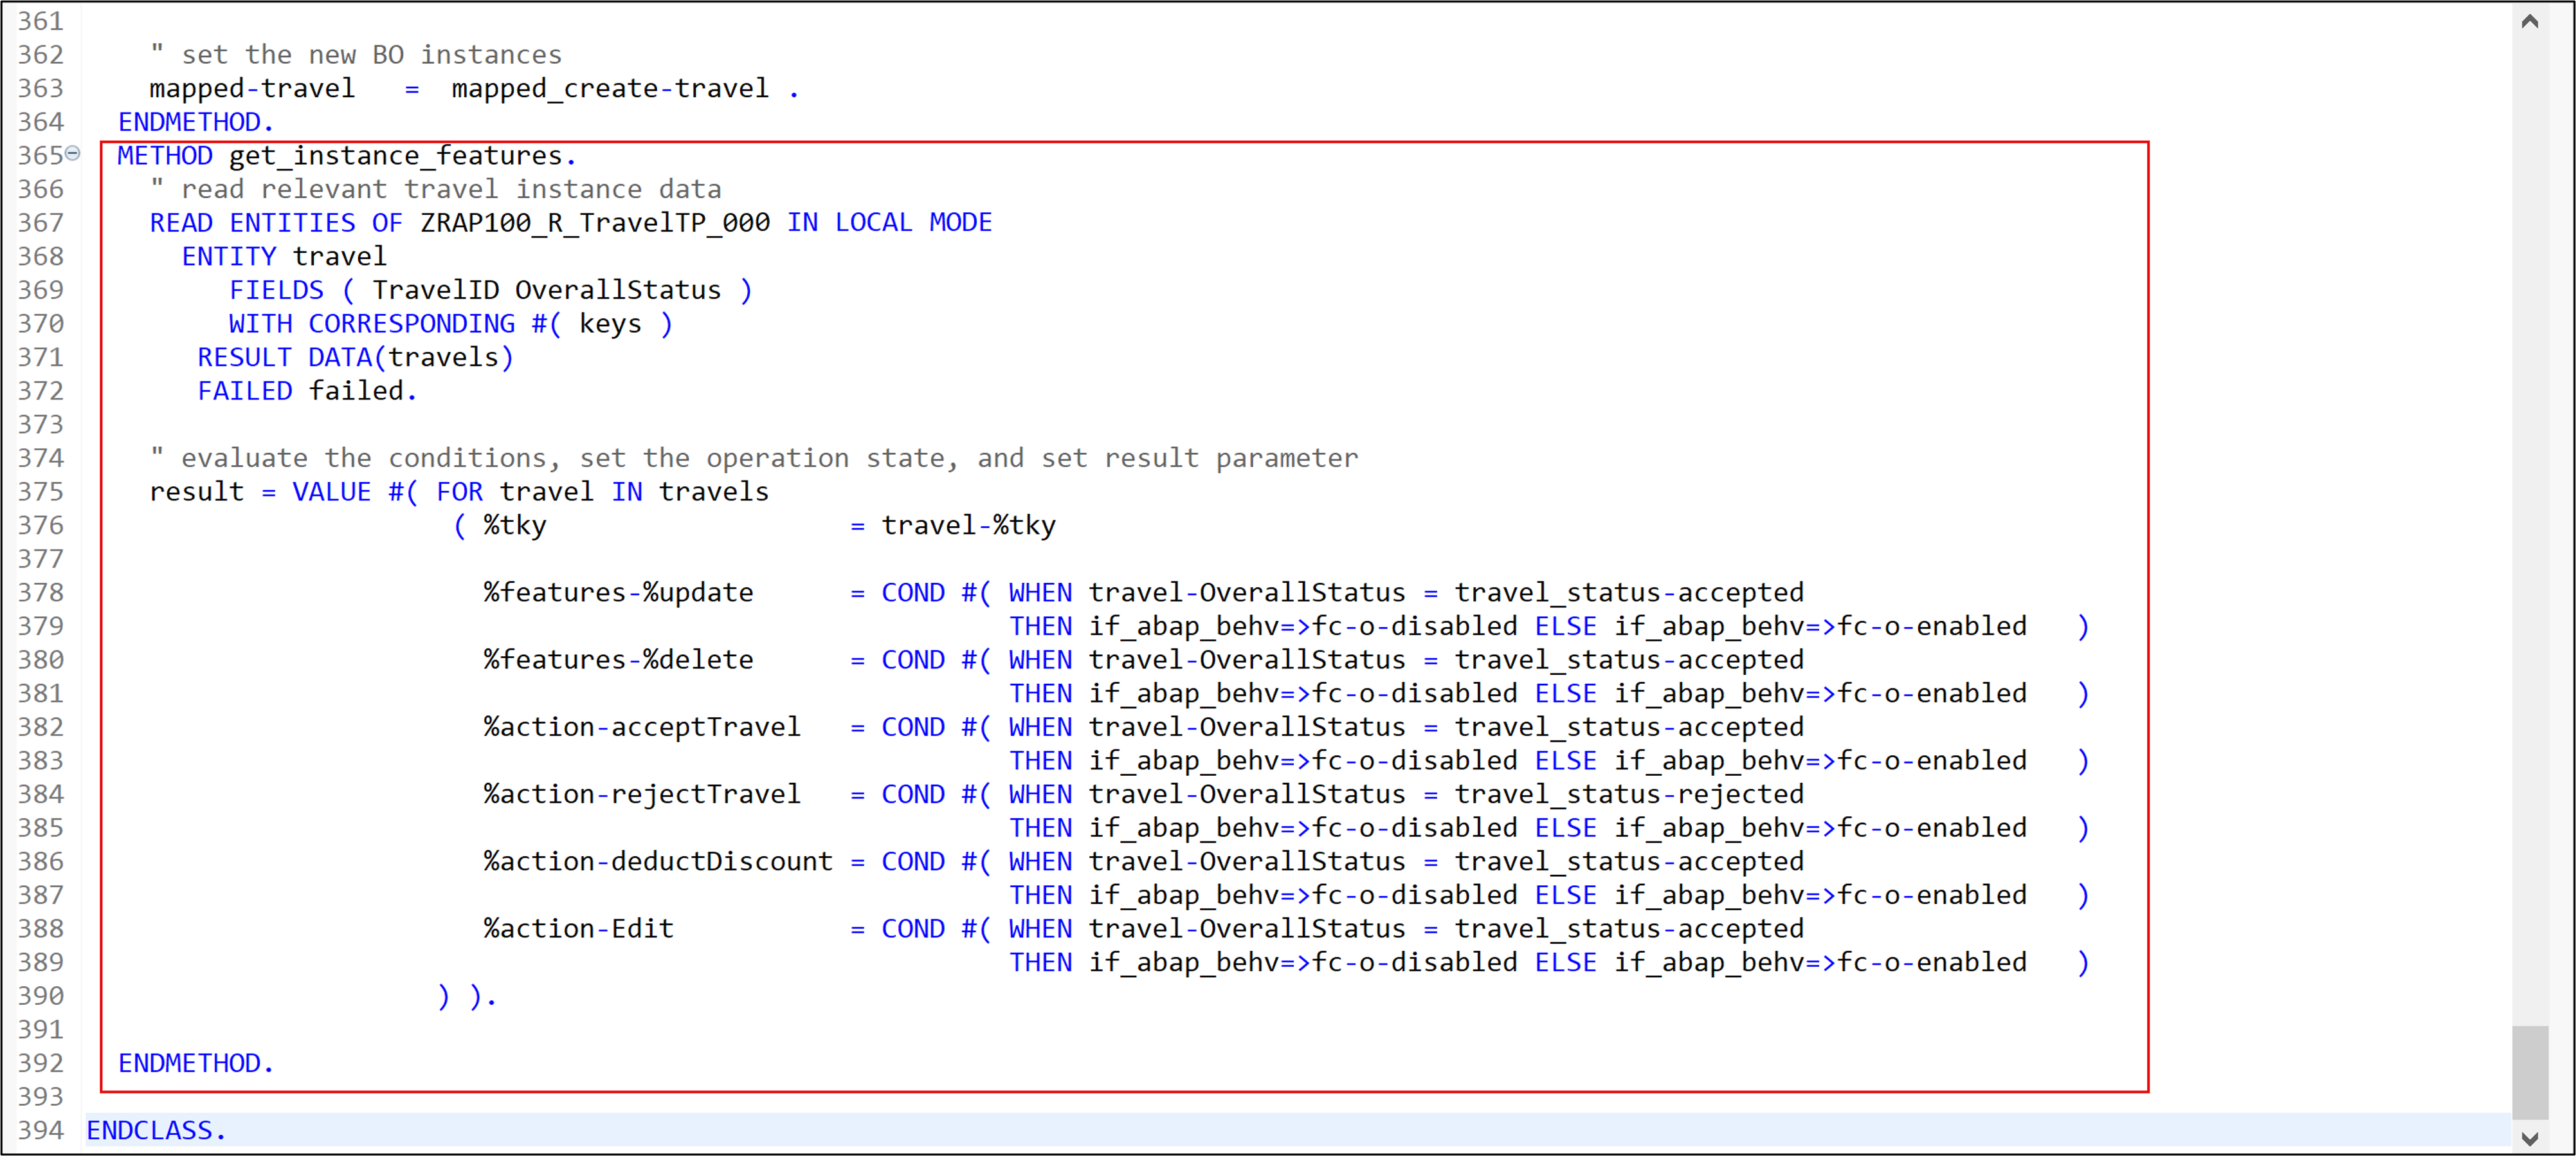 361
362 " set the new BO instances
363 mapped-travel = mapped_create-travel .
364 ENDMETHOD.
365 METHOD get_instance_features.
366 " read relevant travel instance data
367 READ ENTITIES OF ZRAP100_R_TravelTP_000 IN LOCAL MODE
368 ENTITY travel
369 FIELDS ( TravelID OverallStatus )
370 WITH CORRESPONDING #( keys )
371 RESULT DATA(travels)
372 FAILED failed.
373
374 " evaluate the conditions, set the operation state, and set result parameter
375 result = VALUE #( FOR travel IN travels
376 ( %tky = travel-%tky
377
378 %features-%update = COND #( WHEN travel-OverallStatus = travel_status-accepted
379 THEN if_abap_behv=>fc-o-disabled ELSE if_abap_behv=>fc-o-enabled )
380 %features-%delete = COND #( WHEN travel-OverallStatus = travel_status-accepted
381 THEN if_abap_behv=>fc-o-disabled ELSE if_abap_behv=>fc-o-enabled )
382 %action-acceptTravel = COND #( WHEN travel-OverallStatus = travel_status-accepted
383 THEN if_abap_behv=>fc-o-disabled ELSE if_abap_behv=>fc-o-enabled )
384 %action-rejectTravel = COND #( WHEN travel-OverallStatus = travel_status-rejected
385 THEN if_abap_behv=>fc-o-disabled ELSE if_abap_behv=>fc-o-enabled )
386 %action-deductDiscount = COND #( WHEN travel-OverallStatus = travel_status-accepted
387 THEN if_abap_behv=>fc-o-disabled ELSE if_abap_behv=>fc-o-enabled )
388 %action-Edit = COND #( WHEN travel-OverallStatus = travel_status-accepted
389 THEN if_abap_behv=>fc-o-disabled ELSE if_abap_behv=>fc-o-enabled )
390 ) ).
391
392 ENDMETHOD.
393
394 ENDCLASS.